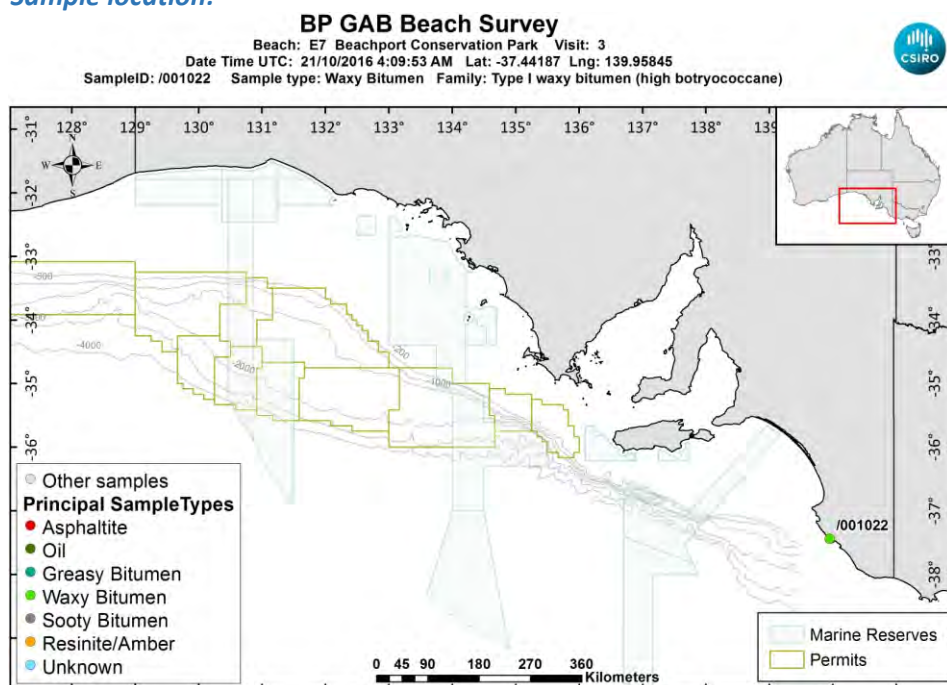 Sample location:
BP GAB Beach Survey
Beach: E7 Beachport Conservation Park Visit: 3
Date Time UTC: 21/10/2016 4:09:53 AM Lat: -37.44187 Lng: 139.95845
SampleID: /001022 Sample type: Waxy Bitumen Family: Type I waxy bitumen (high botryococcane)
CSIRO
128° 129° 130° 131° 132° 133° 134° 135° 136° 137° 138° 139
-31°
-32°
-33°
-34°
-35°
-36°
-37°
-38°
N
W E
S
-34°
-35°
-36°
-37°
-38°
-200
-1000
-2000
-4000
/001022
Other samples
Principal SampleTypes
Asphaltite
Oil
Greasy Bitumen
Waxy Bitumen
Sooty Bitumen
Resinite/Amber
Unknown
0 45 90 180 270 360
Kilometers
Marine Reserves
Permits